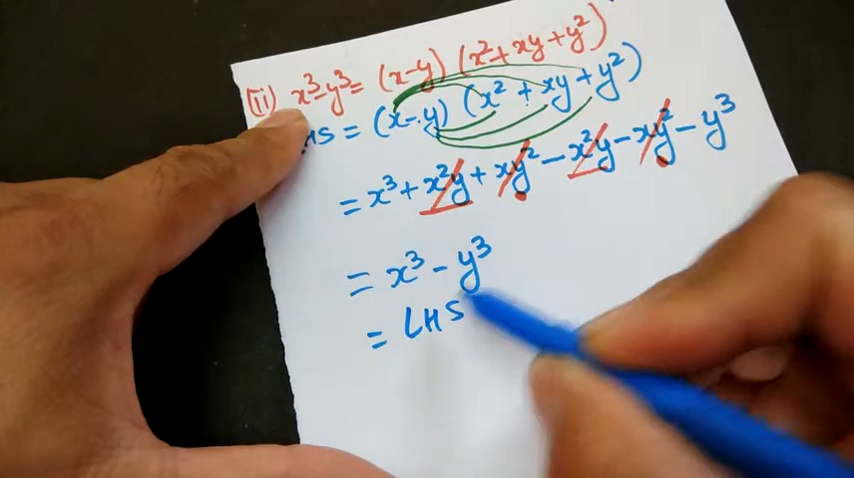 (ii) x³-y³= (x-y) (x²+xy+y²)
HS = (x-y) (x² + xy + y²)
= x³ + x²y + xy² - x²y - xy² - y³
= x³ - y³
= LHS